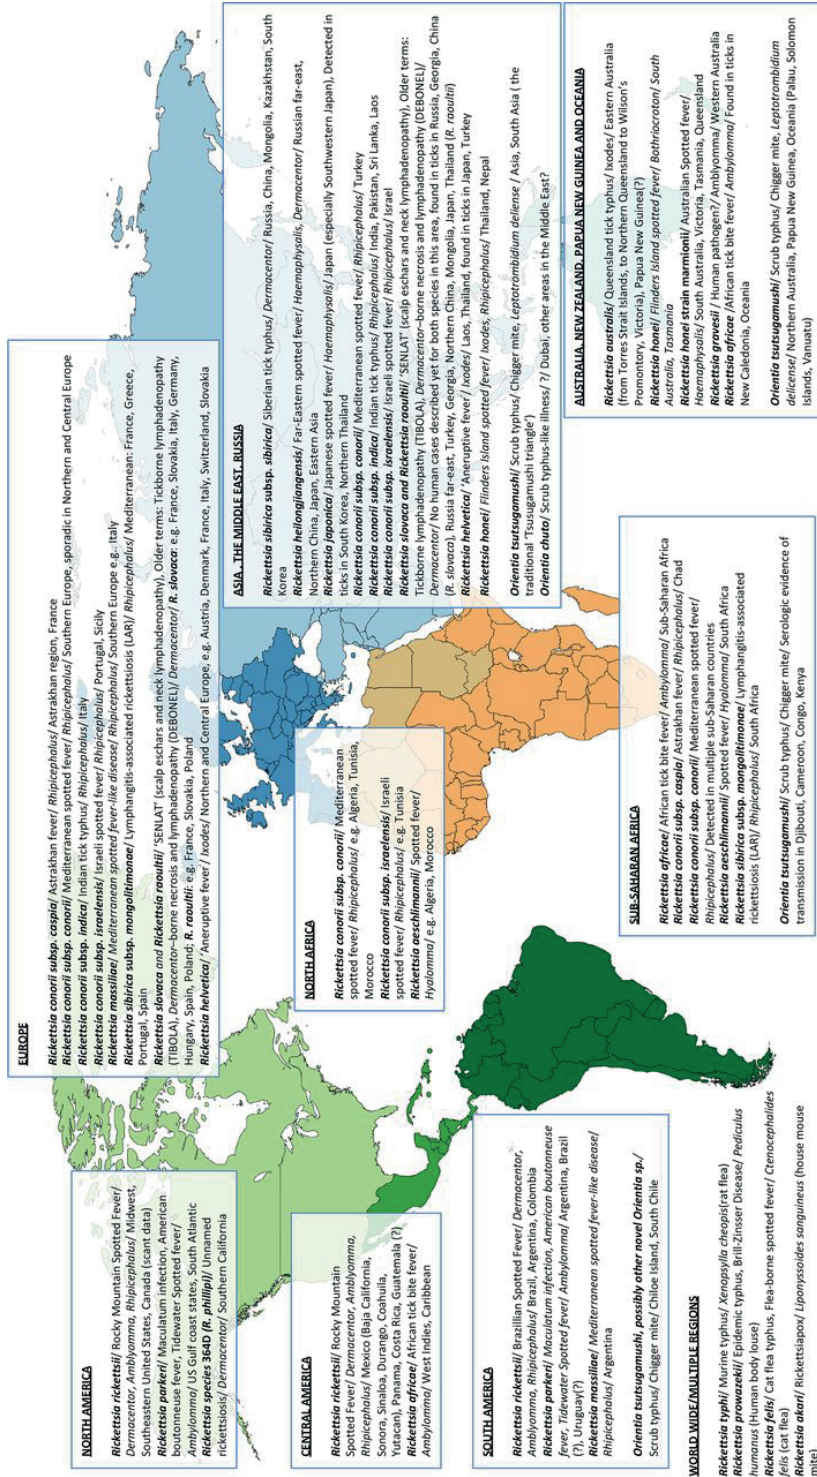 NORTH AMERICA
Rickettsia rickettsii/ Rocky Mountain Spotted Fever/
Dermacentor, Amblyomma, Rhipicephalus/ Midwest,
Southeastern United States, Canada (scant data)
Rickettsia parkeri/ Maculatum infection, American
boutonneuse fever, Tidewater Spotted fever/
Ambylomma/ US Gulf coast states, South Atlantic
Rickettsia species 364D (R. phillipi)/ Unnamed
rickettsiosis/ Dermacentor/ Southern California
CENTRAL AMERICA
Rickettsia rickettsii/ Rocky Mountain
Spotted Fever/ Dermacentor, Amblyomma,
Rhipicephalus/ Mexico (Baja California,
Sonora, Sinaloa, Durango, Coahuila,
Yutacan), Panama, Costa Rica, Guatemala (?)
Rickettsia africae/ African tick bite fever/
Ambylomma/ West Indies, Caribbean
SOUTH AMERICA
Rickettsia rickettsii/ Brazillian Spotted Fever/ Dermacentor,
Amblyomma, Rhipicephalus/ Brazil, Argentina, Colombia
Rickettsia parkeri/ Maculatum infection, American boutonneuse
fever, Tidewater Spotted fever/ Ambylomma/ Argentina, Brazil
(?), Uruguay(?)
Rickettsia massiliae/ Mediterranean spotted fever-like disease/
Rhipicephalus/ Argentina
Orientia tsutsugamushi, possibly other novel Orientia sp./
Scrub typhus/ Chigger mite/ Chiloe Island, South Chile
WORLD WIDE/MULTIPLE REGIONS
Rickettsia typhi/ Murine typhus/ Xenopsylla cheopis(rat flea)
Rickettsia prowazekii/ Epidemic typhus, Brill-Zinsser Disease/ Pediculus
humanus (Human body louse)
Rickettsia felis/ Cat flea typhus, Flea-borne spotted fever/ Ctenocephalides
felis (cat flea)
Rickettsia akari/ Rickettsiapox/ Liponyssoides sanguineus (house mouse
mite)
EUROPE
Rickettsia conorii subsp. caspia/ Astrakhan fever/ Rhipicephalus/ Astrakhan region, France
Rickettsia conorii subsp. conorii/ Mediterranean spotted fever/ Rhipicephalus/ Southern Europe, sporadic in Northern and Central Europe
Rickettsia conorii subsp. indica/ Indian tick typhus/ Rhipicephalus/ Italy
Rickettsia conorii subsp. israelensis/ Israeli spotted fever/ Rhipicephalus/ Portugal, Sicily
Rickettsia massiliae/ Mediterranean spotted fever-like disease/ Rhipicephalus/ Southern Europe e.g.. Italy
Rickettsia sibirica subsp. mongolitimonae/ Lymphangitis-associated rickettsiosis (LAR)/ Rhipicephalus/ Mediterranean: France, Greece,
Portugal, Spain
Rickettsia slovaca and Rickettsia raoultii/ 'SENLAT' (scalp eschars and neck lymphadenopathy), Older terms: Tickborne lymphadenopathy
(TIBOLA), Dermacentor–borne necrosis and lymphadenopathy (DEBONEL)/ Dermacentor/ R. slovaca: e.g. France, Slovakia, Italy, Germany,
Hungary, Spain, Poland; R. raoultii: e.g. France, Slovakia, Poland
Rickettsia helvetica/ 'Aneruptive fever'/ Ixodes/ Northern and Central Europe, e.g. Austria, Denmark, France, Italy, Switzerland, Slovakia
NORTH AFRICA
Rickettsia conorii subsp. conorii/ Mediterranean
spotted fever/ Rhipicephalus/ e.g. Algeria, Tunisia,
Morocco
Rickettsia conorii subsp. israelensis/ Israeli
spotted fever/ Rhipicephalus/ e.g. Tunisia
Rickettsia aeschlimannii/ Spotted fever/
Hyalomma/ e.g. Algeria, Morocco
SUB-SAHARAN AFRICA
Rickettsia africae/ African tick bite fever/ Ambylomma/ Sub-Saharan Africa
Rickettsia conorii subsp. caspia/ Astrakhan fever/ Rhipicephalus/ Chad
Rickettsia conorii subsp. conorii/ Mediterranean spotted fever/
Rhipicephalus/ Detected in multiple sub-Saharan countries
Rickettsia aeschlimannii/ Spotted fever/ Hyalomma/ South Africa
Rickettsia sibirica subsp. mongolitimonae/ Lymphangitis-associated
rickettsiosis (LAR)/ Rhipicephalus/ South Africa
Orientia tsutsugamushi/ Scrub typhus/ Chigger mite/ Serologic evidence of
transmission in Djibouti, Cameroon, Congo, Kenya
ASIA, THE MIDDLE EAST, RUSSIA
Rickettsia sibirica subsp. sibirica/ Siberian tick typhus/ Dermacentor/ Russia, China, Mongolia, Kazakhstan, South
Korea
Rickettsia heilongjiangensis/ Far-Eastern spotted fever/ Haemaphysalis, Dermacentor/ Russian far-east,
Northern China, Japan, Eastern Asia
Rickettsia japonica/ Japanese spotted fever/ Haemophysalis/ Japan (especially Southwestern Japan), Detected in
ticks in South Korea, Northern Thailand
Rickettsia conorii subsp. conorii/ Mediterranean spotted fever/ Rhipicephalus/ Turkey
Rickettsia conorii subsp. indica/ Indian tick typhus/ Rhipicephalus/ India, Pakistan, Sri Lanka, Laos
Rickettsia conorii subsp. israelensis/ Israeli spotted fever/ Rhipicephalus/ Israel
Rickettsia slovaca and Rickettsia raoultii/ 'SENLAT' (scalp eschars and neck lymphadenopathy), Older terms:
Tickborne lymphadenopathy (TIBOLA), Dermacentor–borne necrosis and lymphadenopathy (DEBONEL)/
Dermacentor/ No human cases described yet for both species in this area, found in ticks in Russia, Georgia, China
(R. slovaca), Russia far-east, Turkey, Georgia, Northern China, Mongolia, Japan, Thailand (R. raoultii)
Rickettsia helvetica/ 'Aneruptive fever'/ Ixodes/ Laos, Thailand, found in ticks in Japan, Turkey
Rickettsia honei/ Flinders Island spotted fever/ Ixodes, Rhipicephalus/ Thailand, Nepal
Orientia tsutsugamushi/ Scrub typhus/ Chigger mite, Leptotrombidium deliense / Asia, South Asia ( the
traditional 'Tsusugamushi triangle')
Orientia chuto/ Scrub typhus-like illness/ ?/ Dubai, other areas in the Middle East?
AUSTRALIA, NEW ZEALAND, PAPUA NEW GUINEA AND OCEANIA
Rickettsia australis/ Queensland tick typhus/ Ixodes/ Eastern Australia
(from Torres Strait Islands, to Northern Queensland to Wilson's
Promontory, Victoria), Papua New Guinea(?)
Rickettsia honei/ Flinders Island spotted fever/ Bothriocroton/ South
Australia, Tasmania
Rickettsia honei strain marmionii/ Australian Spotted fever/
Haemaphysalis/ South Australia, Victoria, Tasmania, Queensland
Rickettsia gravesii/ Human pathogen?/ Amblyomma/ Western Australia
Rickettsia africae/ African tick bite fever/ Ambylomma/ Found in ticks in
New Caledonia, Oceania
Orientia tsutsugamushi/ Scrub typhus/ Chigger mite, Leptotrombidium
delicense/ Northern Australia, Papua New Guinea, Oceania (Palau, Solomon
Islands, Vanuatu)